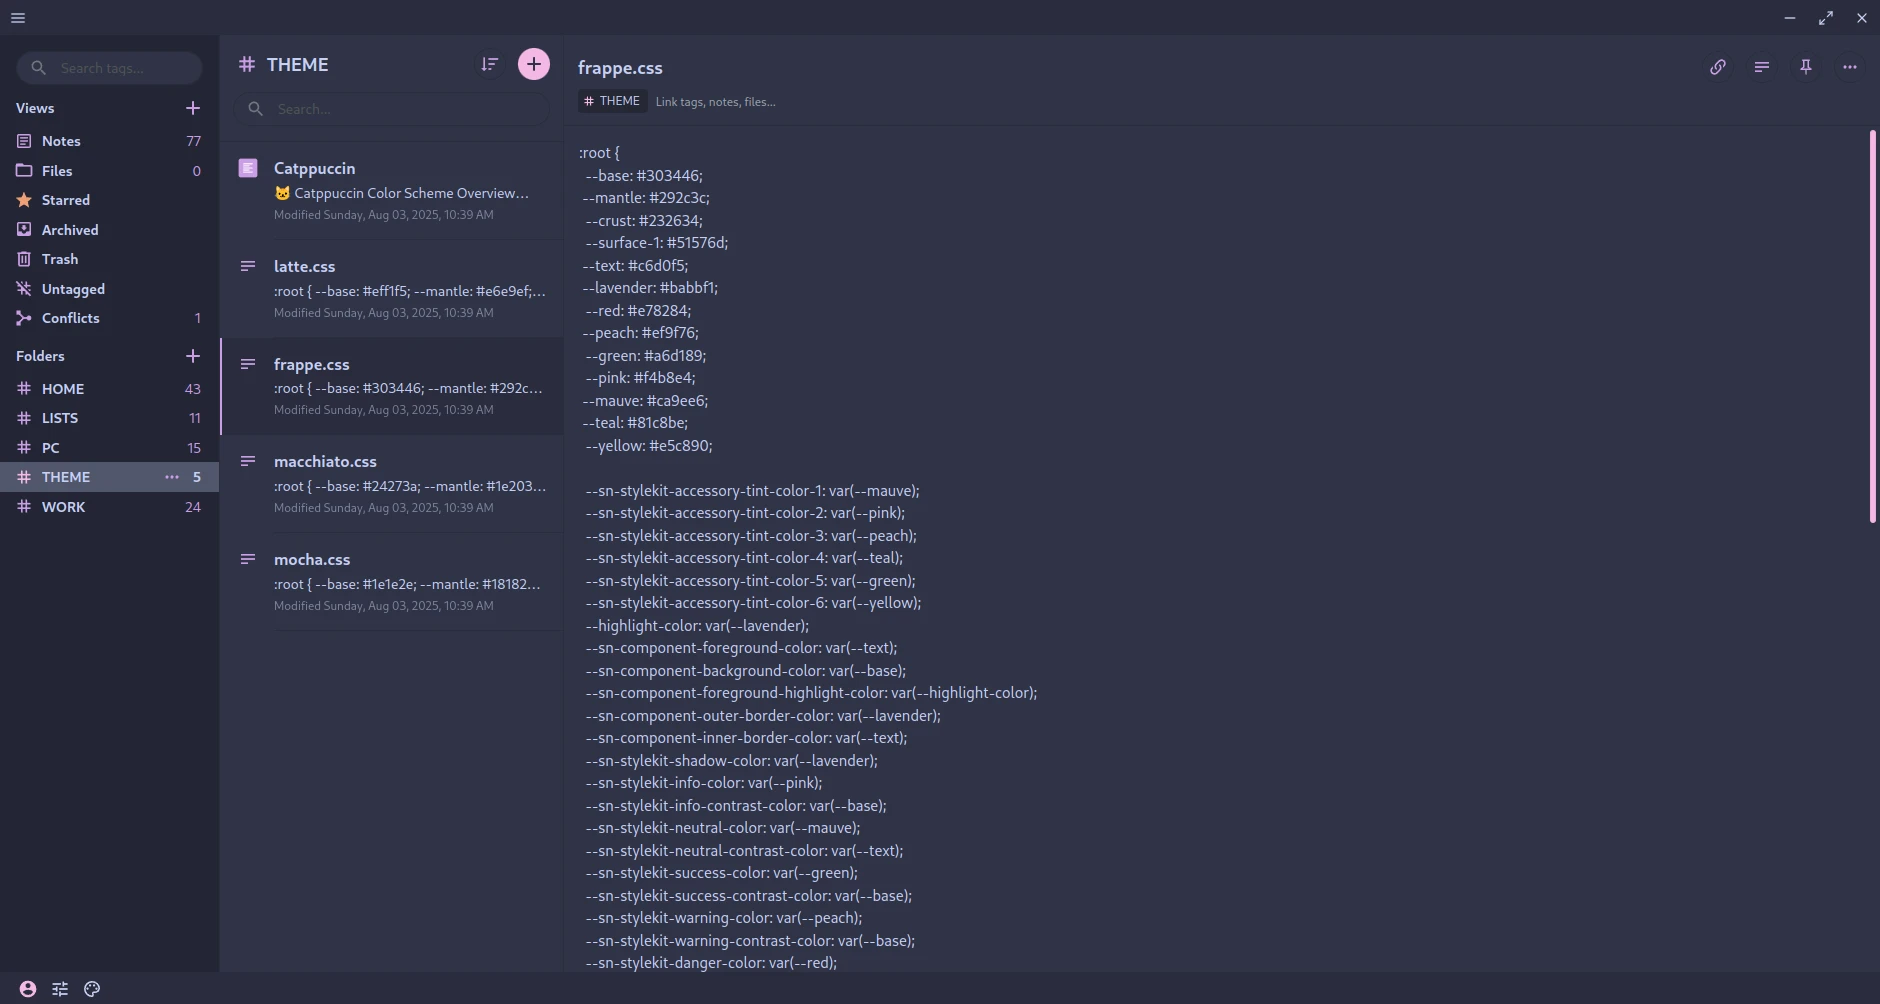 Search tags...
Views
Notes 77
Files 0
Starred
Archived
Trash
Untagged
Conflicts 1
Folders
HOME 43
LISTS 11
PC 15
THEME 5
WORK 24
THEME
Search...
Catppuccin
🐱 Catppuccin Color Scheme Overview...
Modified Sunday, Aug 03, 2025, 10:39 AM
latte.css
:root { --base: #eff1f5; --mantle: #e6e9ef;...
Modified Sunday, Aug 03, 2025, 10:39 AM
frappe.css
:root { --base: #303446; --mantle: #292c...
Modified Sunday, Aug 03, 2025, 10:39 AM
macchiato.css
:root { --base: #24273a; --mantle: #1e203...
Modified Sunday, Aug 03, 2025, 10:39 AM
mocha.css
:root { --base: #1e1e2e; --mantle: #18182...
Modified Sunday, Aug 03, 2025, 10:39 AM
frappe.css
THEME Link tags, notes, files...
:root {
--base: #303446;
--mantle: #292c3c;
--crust: #232634;
--surface-1: #51576d;
--text: #c6d0f5;
--lavender: #babbf1;
--red: #e78284;
--peach: #ef9f76;
--green: #a6d189;
--pink: #f4b8e4;
--mauve: #ca9ee6;
--teal: #81c8be;
--yellow: #e5c890;
--sn-stylekit-accessory-tint-color-1: var(--mauve);
--sn-stylekit-accessory-tint-color-2: var(--pink);
--sn-stylekit-accessory-tint-color-3: var(--peach);
--sn-stylekit-accessory-tint-color-4: var(--teal);
--sn-stylekit-accessory-tint-color-5: var(--green);
--sn-stylekit-accessory-tint-color-6: var(--yellow);
--highlight-color: var(--lavender);
--sn-component-foreground-color: var(--text);
--sn-component-background-color: var(--base);
--sn-component-foreground-highlight-color: var(--highlight-color);
--sn-component-outer-border-color: var(--lavender);
--sn-component-inner-border-color: var(--text);
--sn-stylekit-shadow-color: var(--lavender);
--sn-stylekit-info-color: var(--pink);
--sn-stylekit-info-contrast-color: var(--base);
--sn-stylekit-neutral-color: var(--mauve);
--sn-stylekit-neutral-contrast-color: var(--text);
--sn-stylekit-success-color: var(--green);
--sn-stylekit-success-contrast-color: var(--base);
--sn-stylekit-warning-color: var(--peach);
--sn-stylekit-warning-contrast-color: var(--base);
--sn-stylekit-danger-color: var(--red);